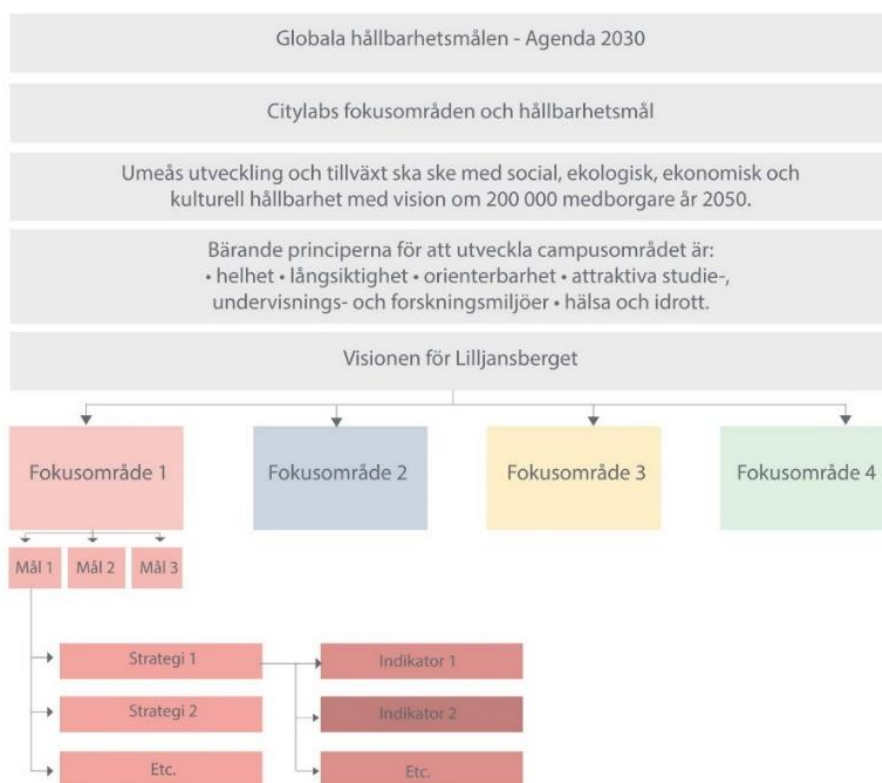 Globala hållbarhetsmålen - Agenda 2030
Citylabs fokusområden och hållbarhetsmål
Umeås utveckling och tillväxt ska ske med social, ekologisk, ekonomisk och
kulturell hållbarhet med vision om 200 000 medborgare år 2050.
Bärande principerna för att utveckla campusområdet är:
• helhet • långsiktighet • orienterbarhet • attraktiva studie-,
undervisnings- och forskningsmiljöer • hälsa och idrott.
Visionen för Lilljansberget
Fokusområde 1
Fokusområde 2
Fokusområde 3
Fokusområde 4
Mål 1
Mål 2
Mål 3
Strategi 1
Indikator 1
Strategi 2
Indikator 2
Etc.
Etc.